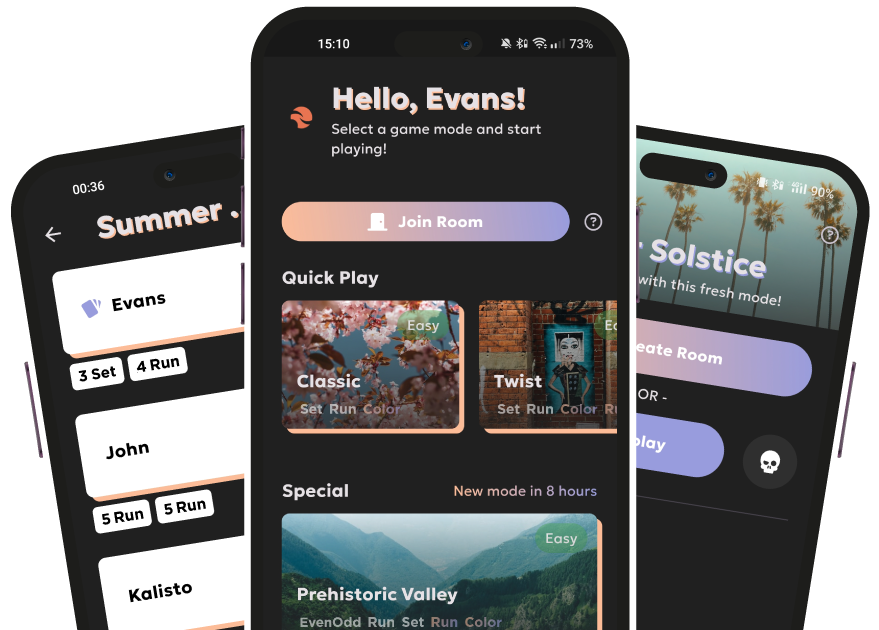 00:36
Summer .
Evans
3 Set 4 Run
John
5 Run 5 Run
Kalisto
15:10 73%
Hello, Evans!
Select a game mode and start
playing!
Join Room ?
Quick Play
Easy
Classic
Set Run Color
Twist
Set Run Color
Special New mode in 8 hours
Easy
Prehistoric Valley
EvenOdd Run Set Run Color
90%
?
Solstice
with this fresh mode!
eate Room
OR -
play